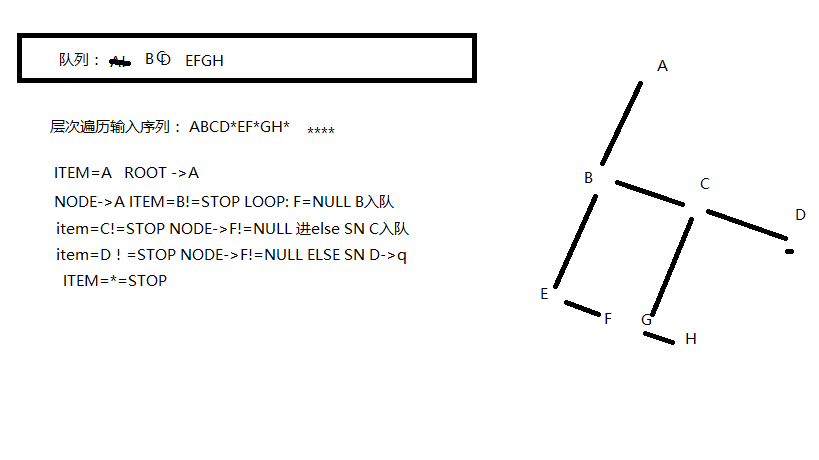 队列： A BCD EFGH
层次遍历输入序列： ABCD*EF*GH* ****
ITEM=A ROOT ->A
NODE->A ITEM=B!=STOP LOOP: F=NULL B入队
item=C!=STOP NODE->F!=NULL 进else SN C入队
item=D！=STOP NODE->F!=NULL ELSE SN D->q
ITEM=*=STOP
A
B
C
D
E
F
G
H